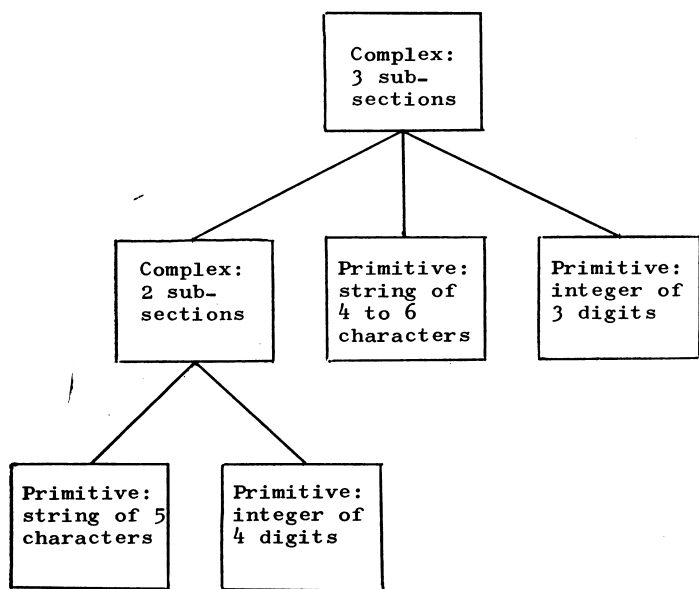 Complex:
3 sub-
sections
Complex:
2 sub-
sections
Primitive:
string of
4 to 6
characters
Primitive:
integer of
3 digits
Primitive:
string of 5
characters
Primitive:
integer of
4 digits